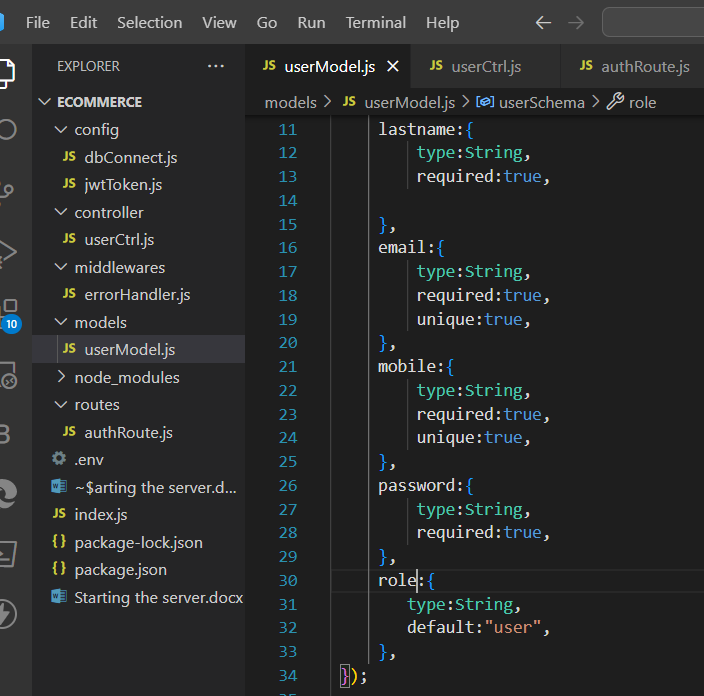 File Edit Selection View Go Run Terminal Help
EXPLORER ...
JS userModel.js JS userCtrl.js JS authRoute.js
models > JS userModel.js > userSchema > role
ECOMMERCE
config
JS dbConnect.js
JS jwtToken.js
controller
JS userCtrl.js
middlewares
JS errorHandler.js
models
JS userModel.js
node_modules
routes
JS authRoute.js
.env
~$arting the server.d...
JS index.js
{} package-lock.json
{} package.json
Starting the server.docx
10
11 lastname:{
12 type:String,
13 required:true,
14
15 },
16 email:{
17 type:String,
18 required:true,
19 unique:true,
20 },
21 mobile:{
22 type:String,
23 required:true,
24 unique:true,
25 },
26 password:{
27 type:String,
28 required:true,
29 },
30 role:{
31 type:String,
32 default:"user",
33 },
34 });